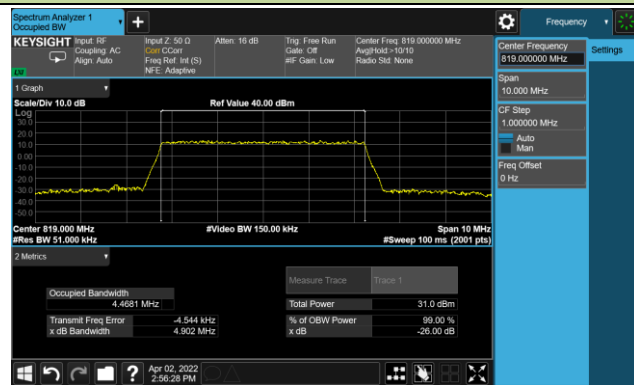 Spectrum Analyzer 1
Occupied BW
KEYSIGHT
Input: RF
Coupling: AC
Align: Auto
Input Z: 50 Ω
Corr CCorr
Freq Ref: Int (S)
NFE: Adaptive
Atten: 16 dB
Trig: Free Run
Gate: Off
#IF Gain: Low
Center Freq: 819.000000 MHz
Avg|Hold:>10/10
Radio Std: None
1 Graph
Scale/Div 10.0 dB
Ref Value 40.00 dBm
Log
30.0
20.0
10.0
0.00
-10.0
-20.0
-30.0
-40.0
-50.0
Center 819.000 MHz
#Video BW 150.00 kHz
Span 10 MHz
#Res BW 51.000 kHz
#Sweep 100 ms (2001 pts)
2 Metrics
Measure Trace
Trace 1
Occupied Bandwidth
4.4681 MHz
Total Power
31.0 dBm
Transmit Freq Error
-4.544 kHz
% of OBW Power
99.00 %
x dB Bandwidth
4.902 MHz
x dB
-26.00 dB
Apr 02, 2022
2:56:28 PM
Frequency
Settings
Center Frequency
819.000000 MHz
Span
10.000 MHz
CF Step
1.000000 MHz
Auto
Man
Freq Offset
0 Hz